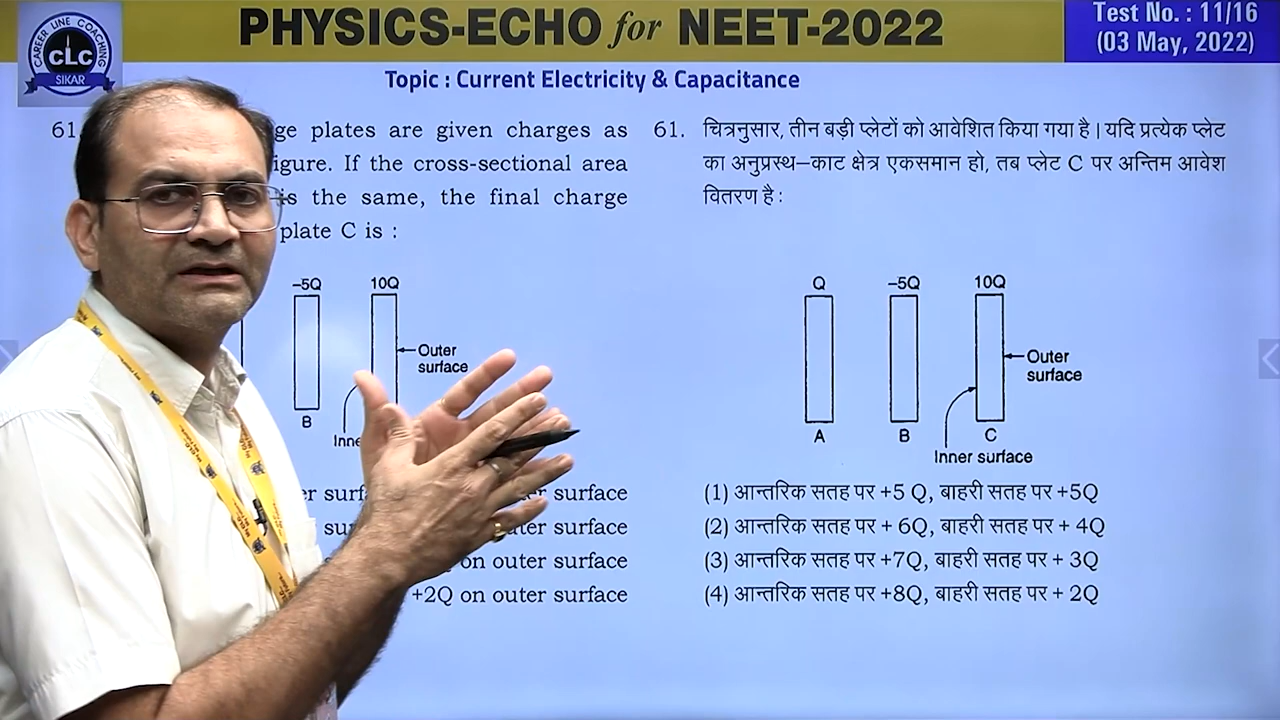 PHYSICS-ECHO for NEET-2022
Test No. : 11/16
(03 May, 2022)
CAREER LINE COACHING
CLC
SIKAR
Topic : Current Electricity & Capacitance
61.
ge plates are given charges as
igure. If the cross-sectional area
is the same, the final charge
plate C is :
-5Q 10Q
Outer
surface
B
Inne
er surf
er surface
sur
uter surface
Q on outer surface
+2Q on outer surface
61. चित्रनुसार, तीन बड़ी प्लेटों को आवेशित किया गया है। यदि प्रत्येक प्लेट
का अनुप्रस्थ–काट क्षेत्र एकसमान हो, तब प्लेट C पर अन्तिम आवेश
वितरण है :
Q -5Q 10Q
Outer
surface
A B C
Inner surface
(1) आन्तरिक सतह पर +5 Q, बाहरी सतह पर +5Q
(2) आन्तरिक सतह पर + 6Q, बाहरी सतह पर + 4Q
(3) आन्तरिक सतह पर +7Q, बाहरी सतह पर + 3Q
(4) आन्तरिक सतह पर +8Q, बाहरी सतह पर + 2Q